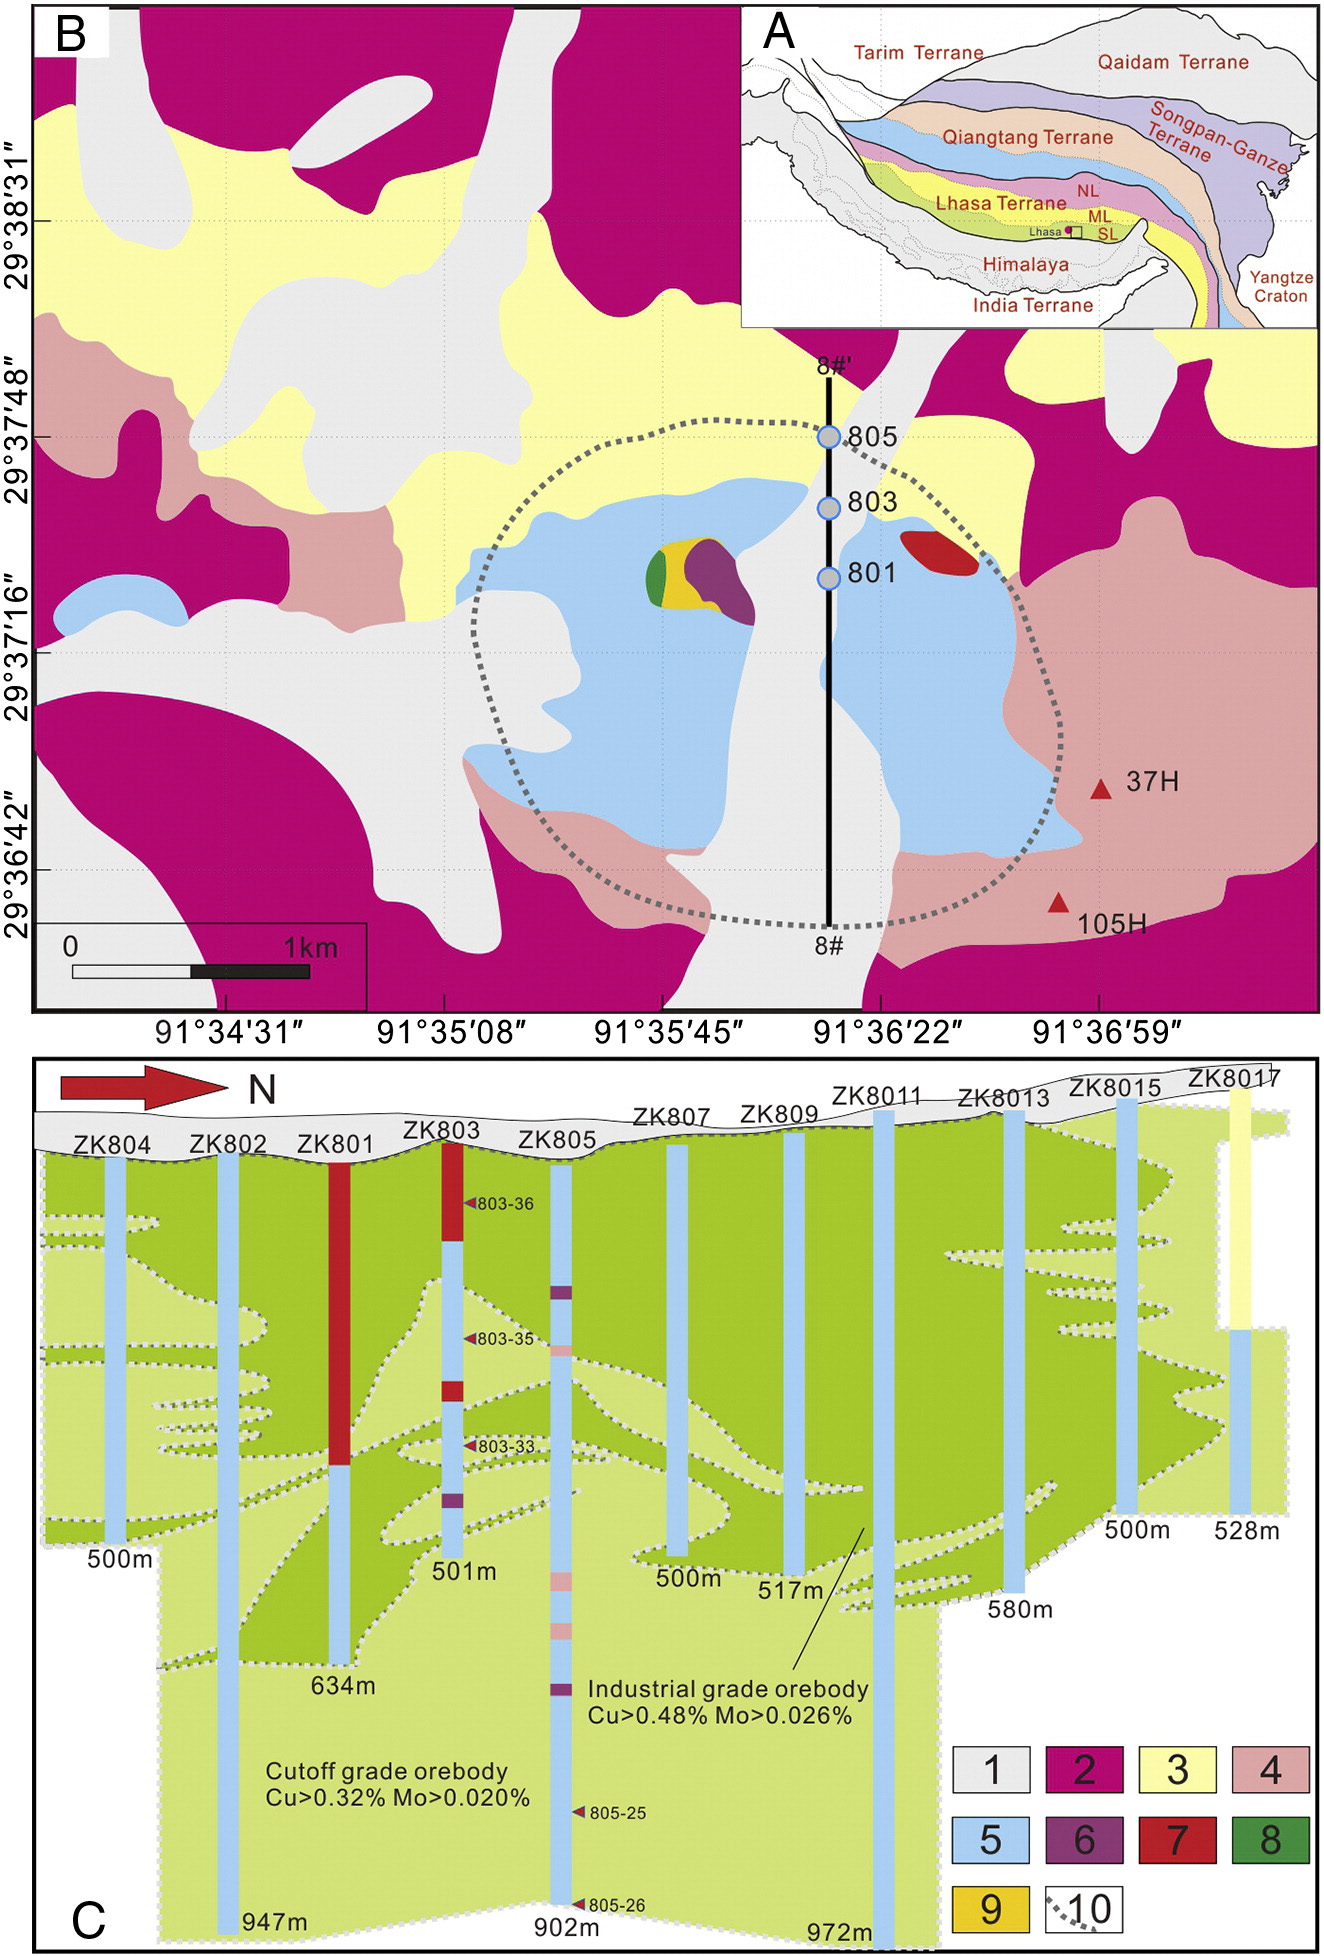 B
A
Tarim Terrane
Qaidam Terrane
Songpan-Ganze
Terrane
Qiangtang Terrane
NL
Lhasa Terrane
ML
Lhasa
SL
Himalaya
India Terrane
Yangtze
Craton
29°38′31″
29°37′48″
29°37′16″
29°36′42″
8#'
805
803
801
37H
105H
8#
0
1km
91°34′31″
91°35′08″
91°35′45″
91°36′22″
91°36′59″
N
ZK804
ZK802
ZK801
ZK803
ZK805
ZK807
ZK809
ZK8011
ZK8013
ZK8015
ZK8017
803-36
803-35
803-33
500m
501m
500m
517m
580m
500m
528m
634m
Industrial grade orebody
Cu>0.48% Mo>0.026%
Cutoff grade orebody
Cu>0.32% Mo>0.020%
805-25
805-26
947m
902m
972m
C
1
2
3
4
5
6
7
8
9
10